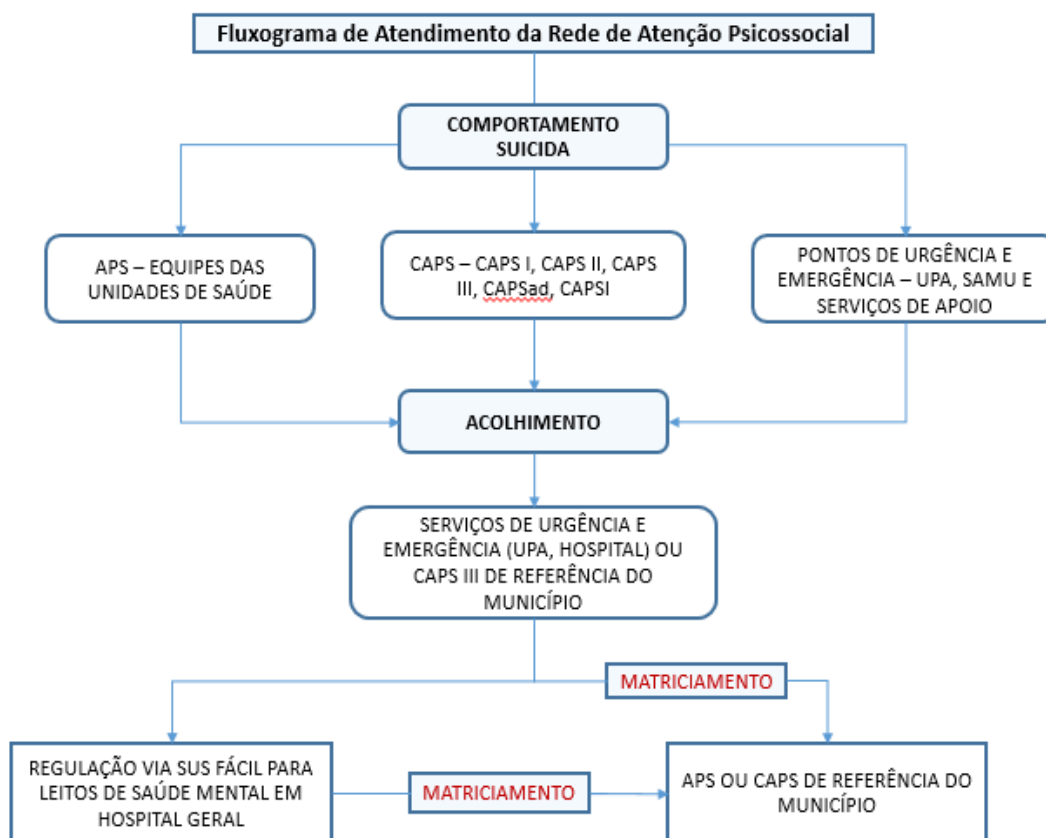 Fluxograma de Atendimento da Rede de Atenção Psicossocial
COMPORTAMENTO
SUICIDA
APS – EQUIPES DAS
UNIDADES DE SAÚDE
CAPS – CAPS I, CAPS II, CAPS
III, CAPSad, CAPSI
PONTOS DE URGÊNCIA E
EMERGÊNCIA – UPA, SAMU E
SERVIÇOS DE APOIO
ACOLHIMENTO
SERVIÇOS DE URGÊNCIA E
EMERGÊNCIA (UPA, HOSPITAL) OU
CAPS III DE REFERÊNCIA DO
MUNICÍPIO
MATRICIAMENTO
REGULAÇÃO VIA SUS FÁCIL PARA
LEITOS DE SAÚDE MENTAL EM
HOSPITAL GERAL
MATRICIAMENTO
APS OU CAPS DE REFERÊNCIA DO
MUNICÍPIO